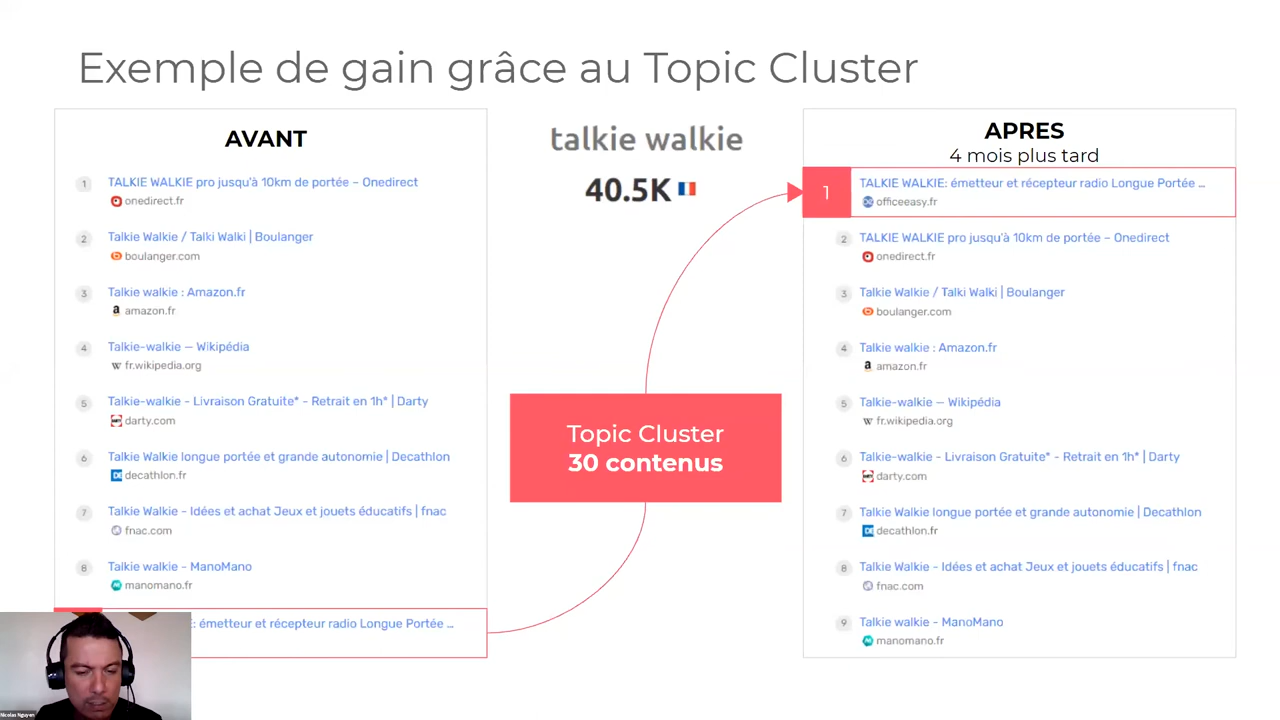 Exemple de gain grâce au Topic Cluster
AVANT
1 TALKIE WALKIE pro jusqu'à 10km de portée – Onedirect
onedirect.fr
2 Talkie Walkie / Talki Walki | Boulanger
boulanger.com
3 Talkie walkie : Amazon.fr
amazon.fr
4 Talkie-walkie — Wikipédia
fr.wikipedia.org
5 Talkie-walkie - Livraison Gratuite* - Retrait en 1h* | Darty
darty.com
6 Talkie Walkie longue portée et grande autonomie | Decathlon
decathlon.fr
7 Talkie Walkie - Idées et achat Jeux et jouets éducatifs | fnac
fnac.com
8 Talkie walkie - ManoMano
manomano.fr
: émetteur et récepteur radio Longue Portée ...
talkie walkie
40.5K
Topic Cluster
30 contenus
APRES
4 mois plus tard
1 TALKIE WALKIE: émetteur et récepteur radio Longue Portée ...
officeeasy.fr
2 TALKIE WALKIE pro jusqu'à 10km de portée – Onedirect
onedirect.fr
3 Talkie Walkie / Talki Walki | Boulanger
boulanger.com
4 Talkie walkie : Amazon.fr
amazon.fr
5 Talkie-walkie — Wikipédia
fr.wikipedia.org
6 Talkie-walkie - Livraison Gratuite* - Retrait en 1h* | Darty
darty.com
7 Talkie Walkie longue portée et grande autonomie | Decathlon
decathlon.fr
8 Talkie Walkie - Idées et achat Jeux et jouets éducatifs | fnac
fnac.com
9 Talkie walkie - ManoMano
manomano.fr
Nicolas Nguyen